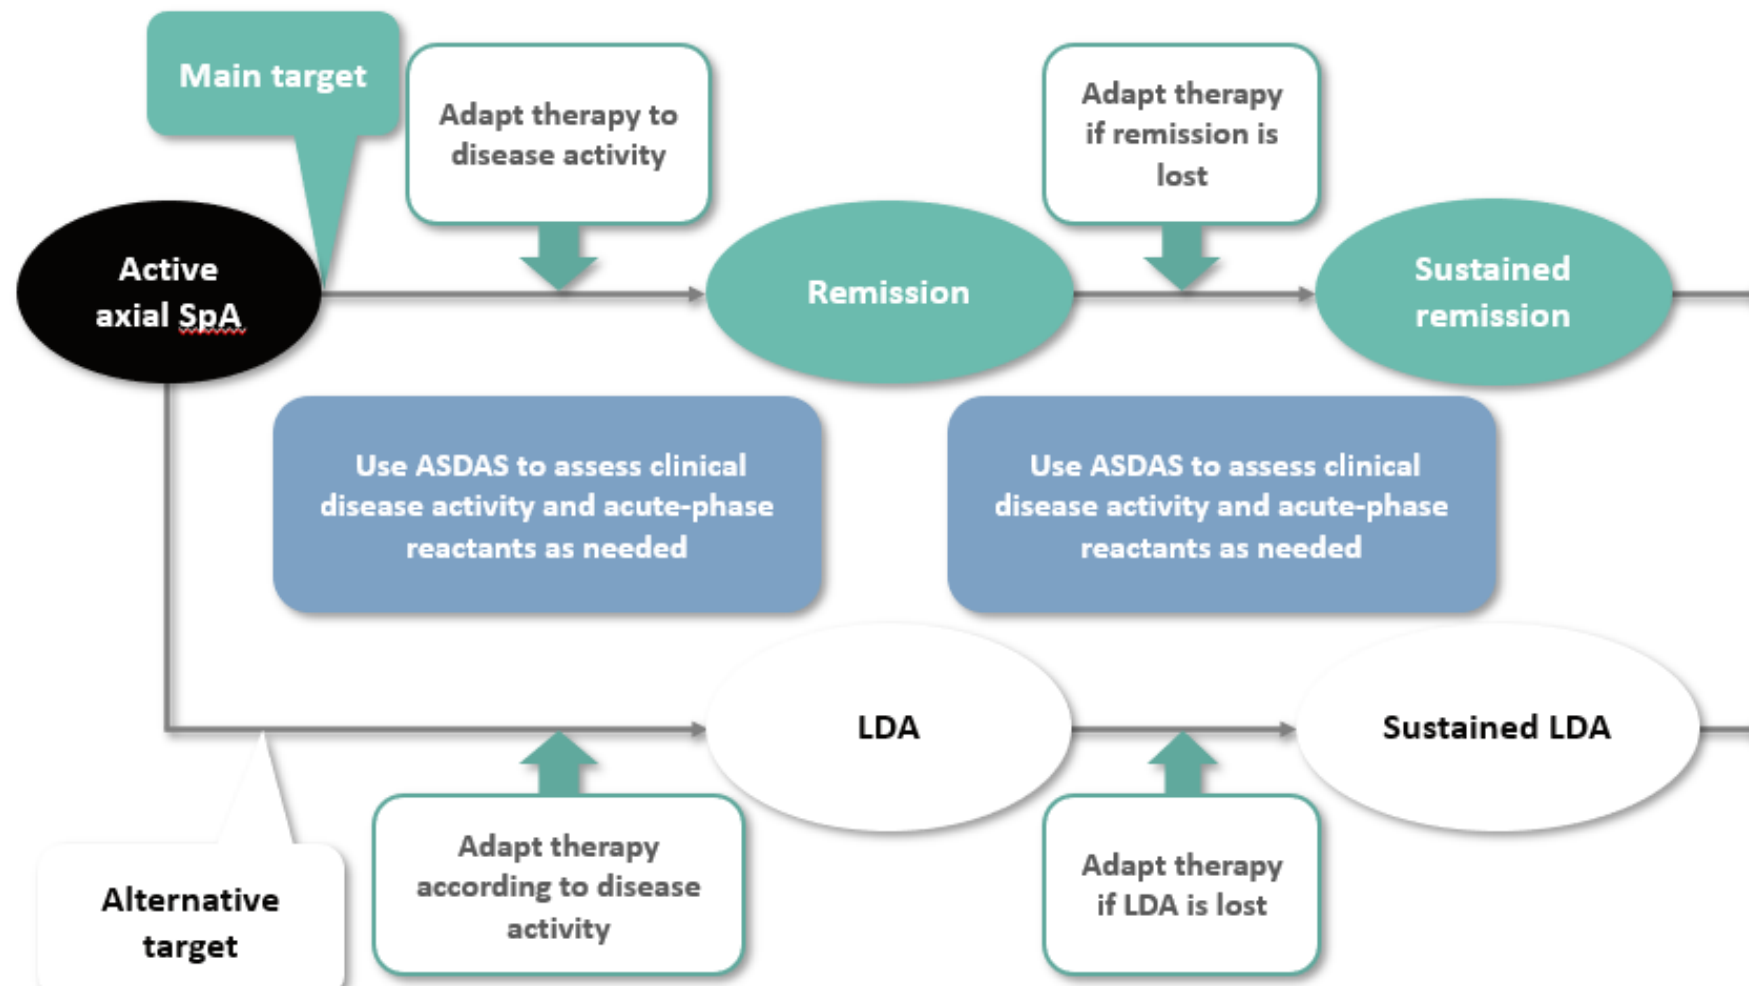 Main target
Adapt therapy to
disease activity
Adapt therapy
if remission is
lost
Active
axial SpA
Remission
Sustained
remission
Use ASDAS to assess clinical
disease activity and acute-phase
reactants as needed
Use ASDAS to assess clinical
disease activity and acute-phase
reactants as needed
LDA
Sustained LDA
Alternative
target
Adapt therapy
according to disease
activity
Adapt therapy
if LDA is lost